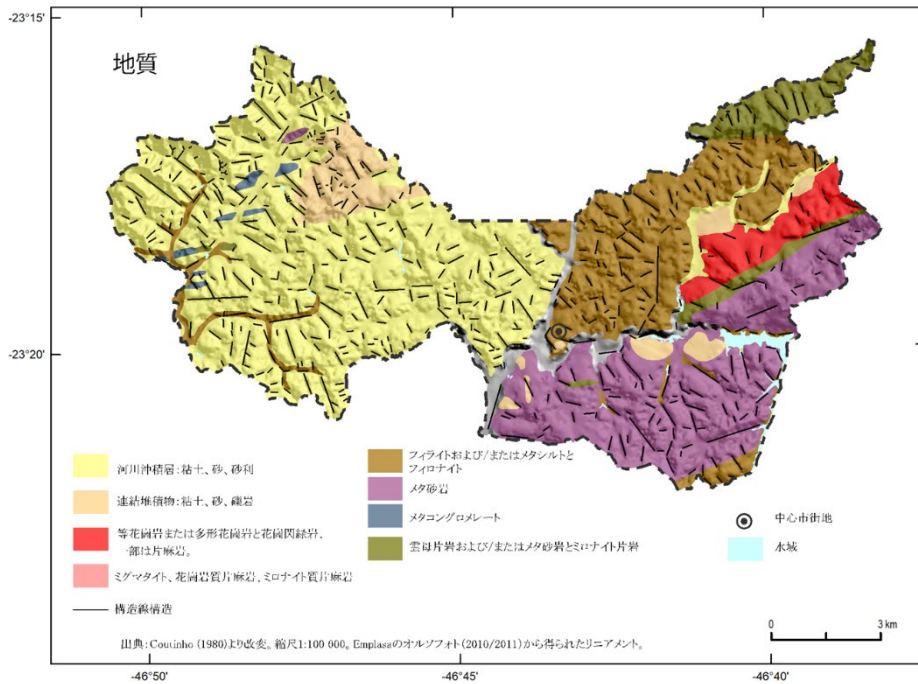 -23°15'
地質
-23°20'
河川沖積層:粘土、砂、砂利
連結堆積物:粘土、砂、礫岩
等花崗岩または多形花崗岩と花崗閃緑岩、
一部は片麻岩。
ミグマタイト、花崗岩質片麻岩、ミロナイト質片麻岩
構造線構造
フィライトおよび/またはメタシルトと
フィロナイト
メタ砂岩
メタコングロメレート
雲母片岩および/またはメタ砂岩とミロナイト片岩
中心市街地
水域
0 3 km
出典: Coutinho (1980)より改変。縮尺1:100 000。Emplasaのオルソフォト(2010/2011)から得られたリニアメント。
-46°50' -46°45' -46°40'